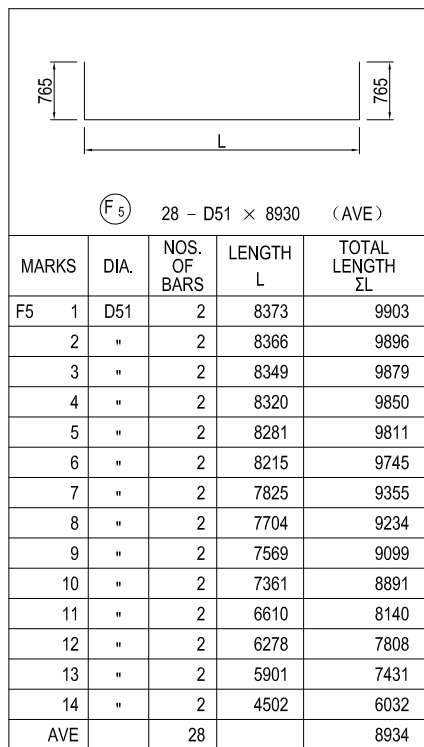 765
765
L
F5 28 - D51 × 8930 (AVE)
MARKS DIA. NOS. OF BARS LENGTH L TOTAL LENGTH ΣL
F5 1 D51 2 8373 9903
2 " 2 8366 9896
3 " 2 8349 9879
4 " 2 8320 9850
5 " 2 8281 9811
6 " 2 8215 9745
7 " 2 7825 9355
8 " 2 7704 9234
9 " 2 7569 9099
10 " 2 7361 8891
11 " 2 6610 8140
12 " 2 6278 7808
13 " 2 5901 7431
14 " 2 4502 6032
AVE 28 8934